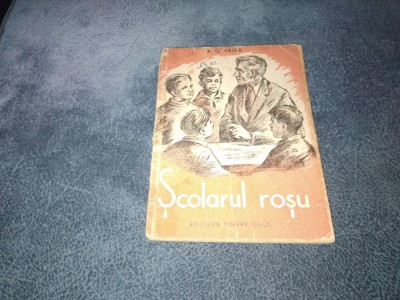 A. G. VAIDA
Școlarul roșu
EDITURA TINERETULUI